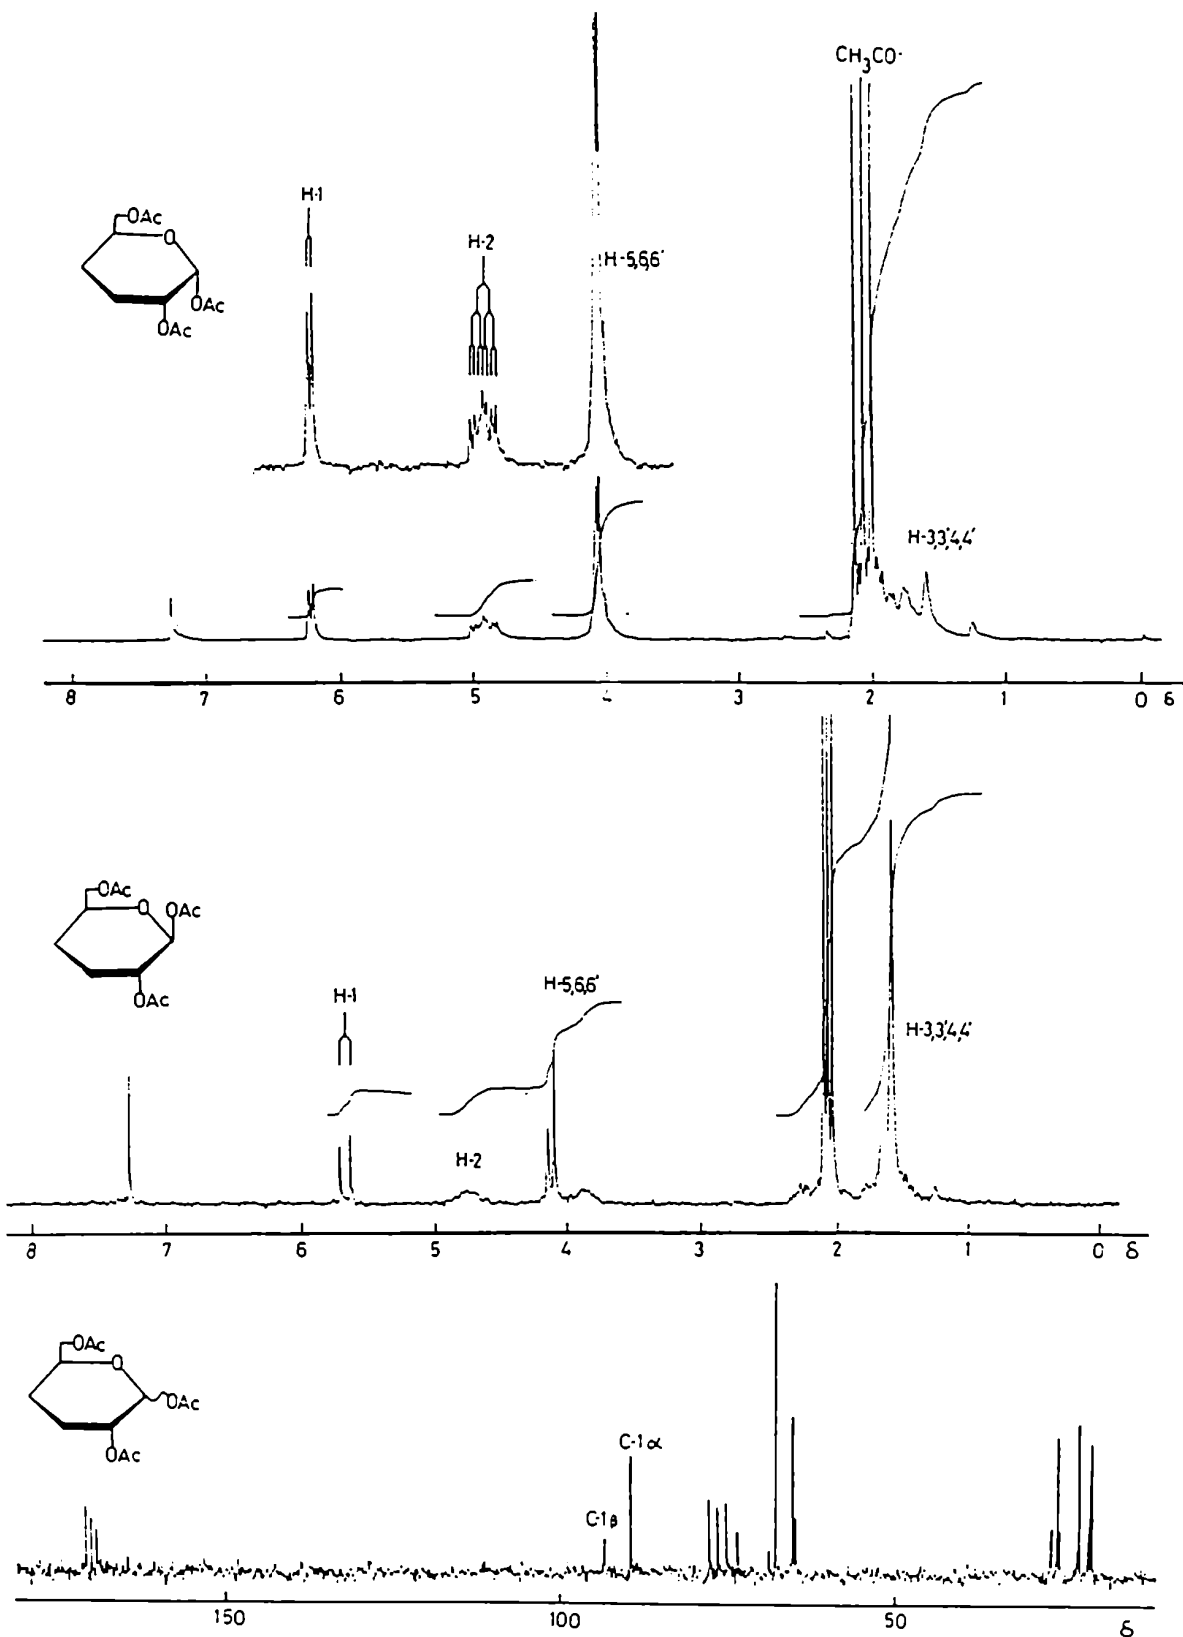 CH3CO-
H-1
OAc
O
H-2
H-5,6,6'
OAc
OAc
H-3,3',4,4'
8 7 6 5 4 3 2 1 0 δ
OAc
O OAc
H-5,6,6'
H-1
OAc
H-3,3',4,4'
H-2
8 7 6 5 4 3 2 1 0 δ
OAc
O
OAc
OAc
C-1α
C-1β
150 100 50 δ